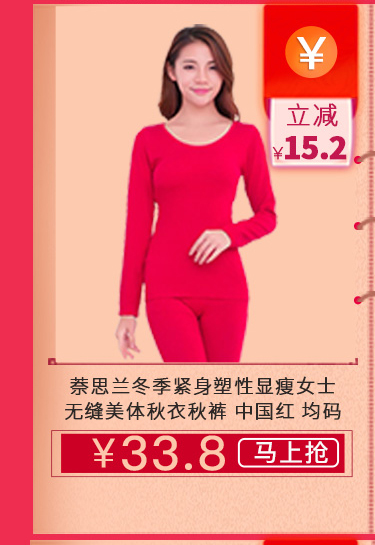 ¥
立减
¥15.2
萘思兰冬季紧身塑性显瘦女士
无缝美体秋衣秋裤 中国红 均码
¥33.8 马上抢